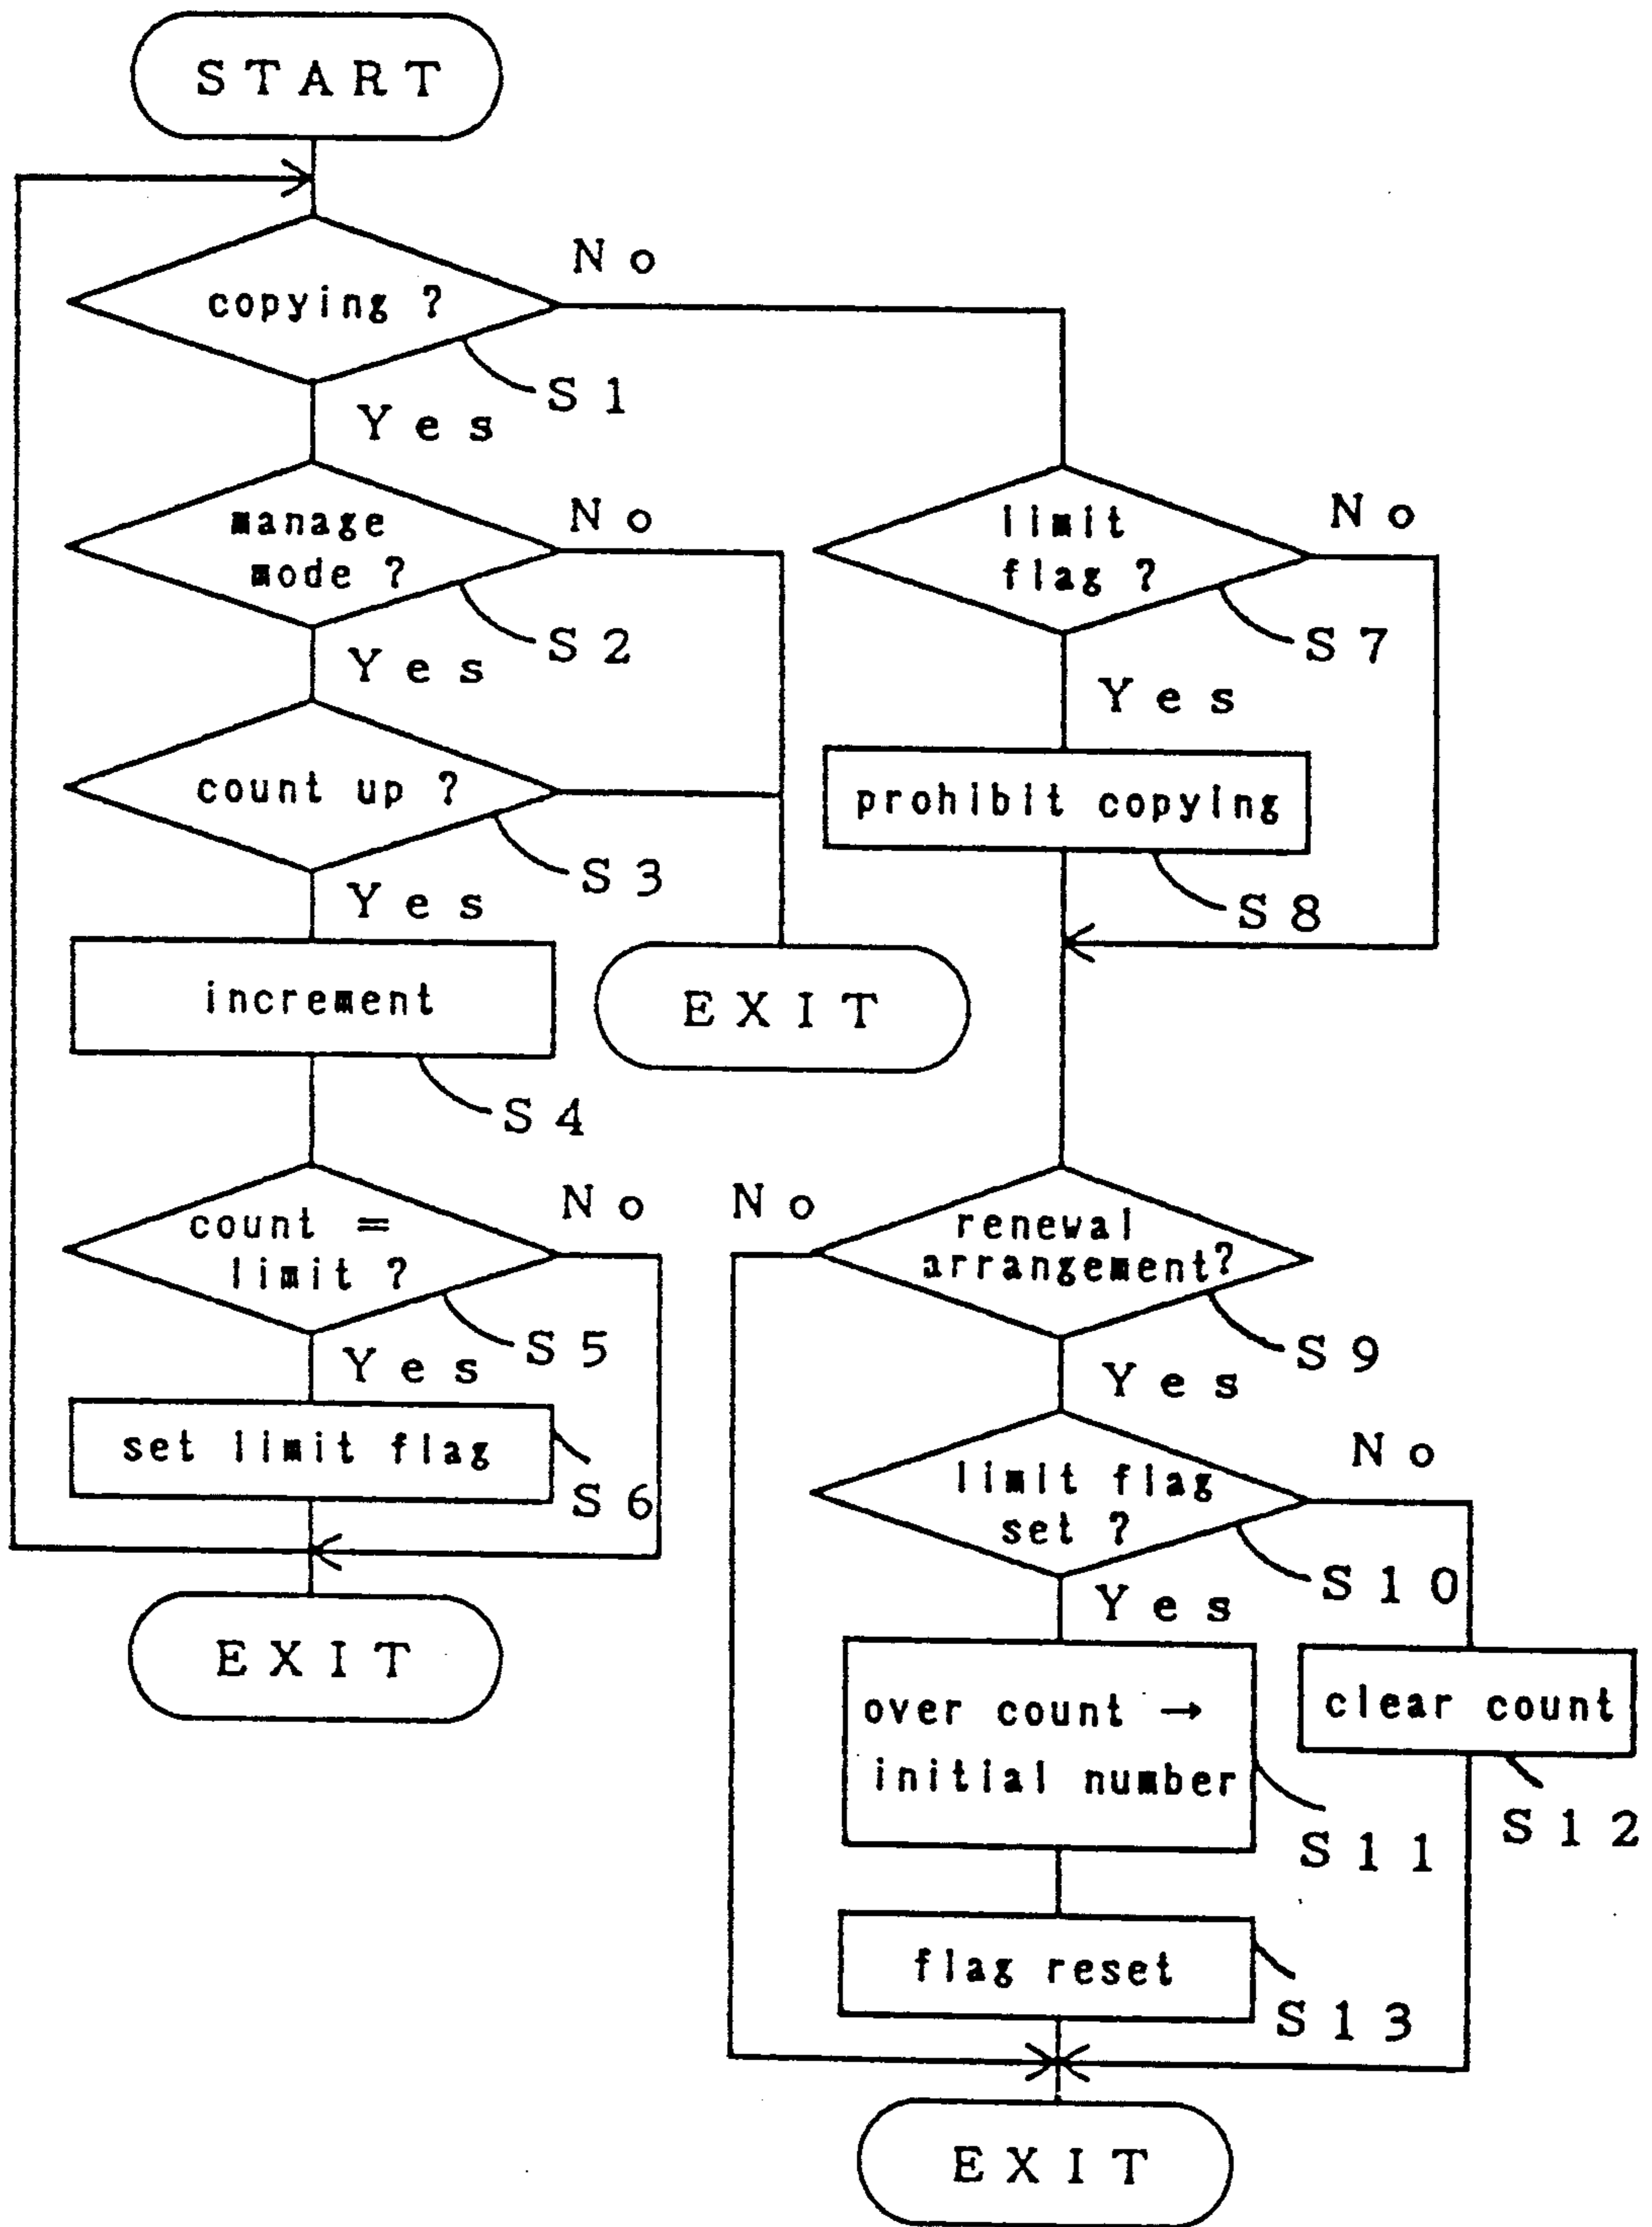 START
copying ?
No
S1
Yes
manage
mode ?
No
S2
Yes
count up ?
S3
Yes
increment
S4
EXIT
count =
limit ?
No
S5
Yes
set limit flag
S6
EXIT
limit
flag ?
No
S7
Yes
prohibit copying
S8
No
renewal
arrangement?
S9
Yes
limit flag
set ?
No
S10
Yes
over count →
initial number
S11
clear count
S12
flag reset
S13
EXIT